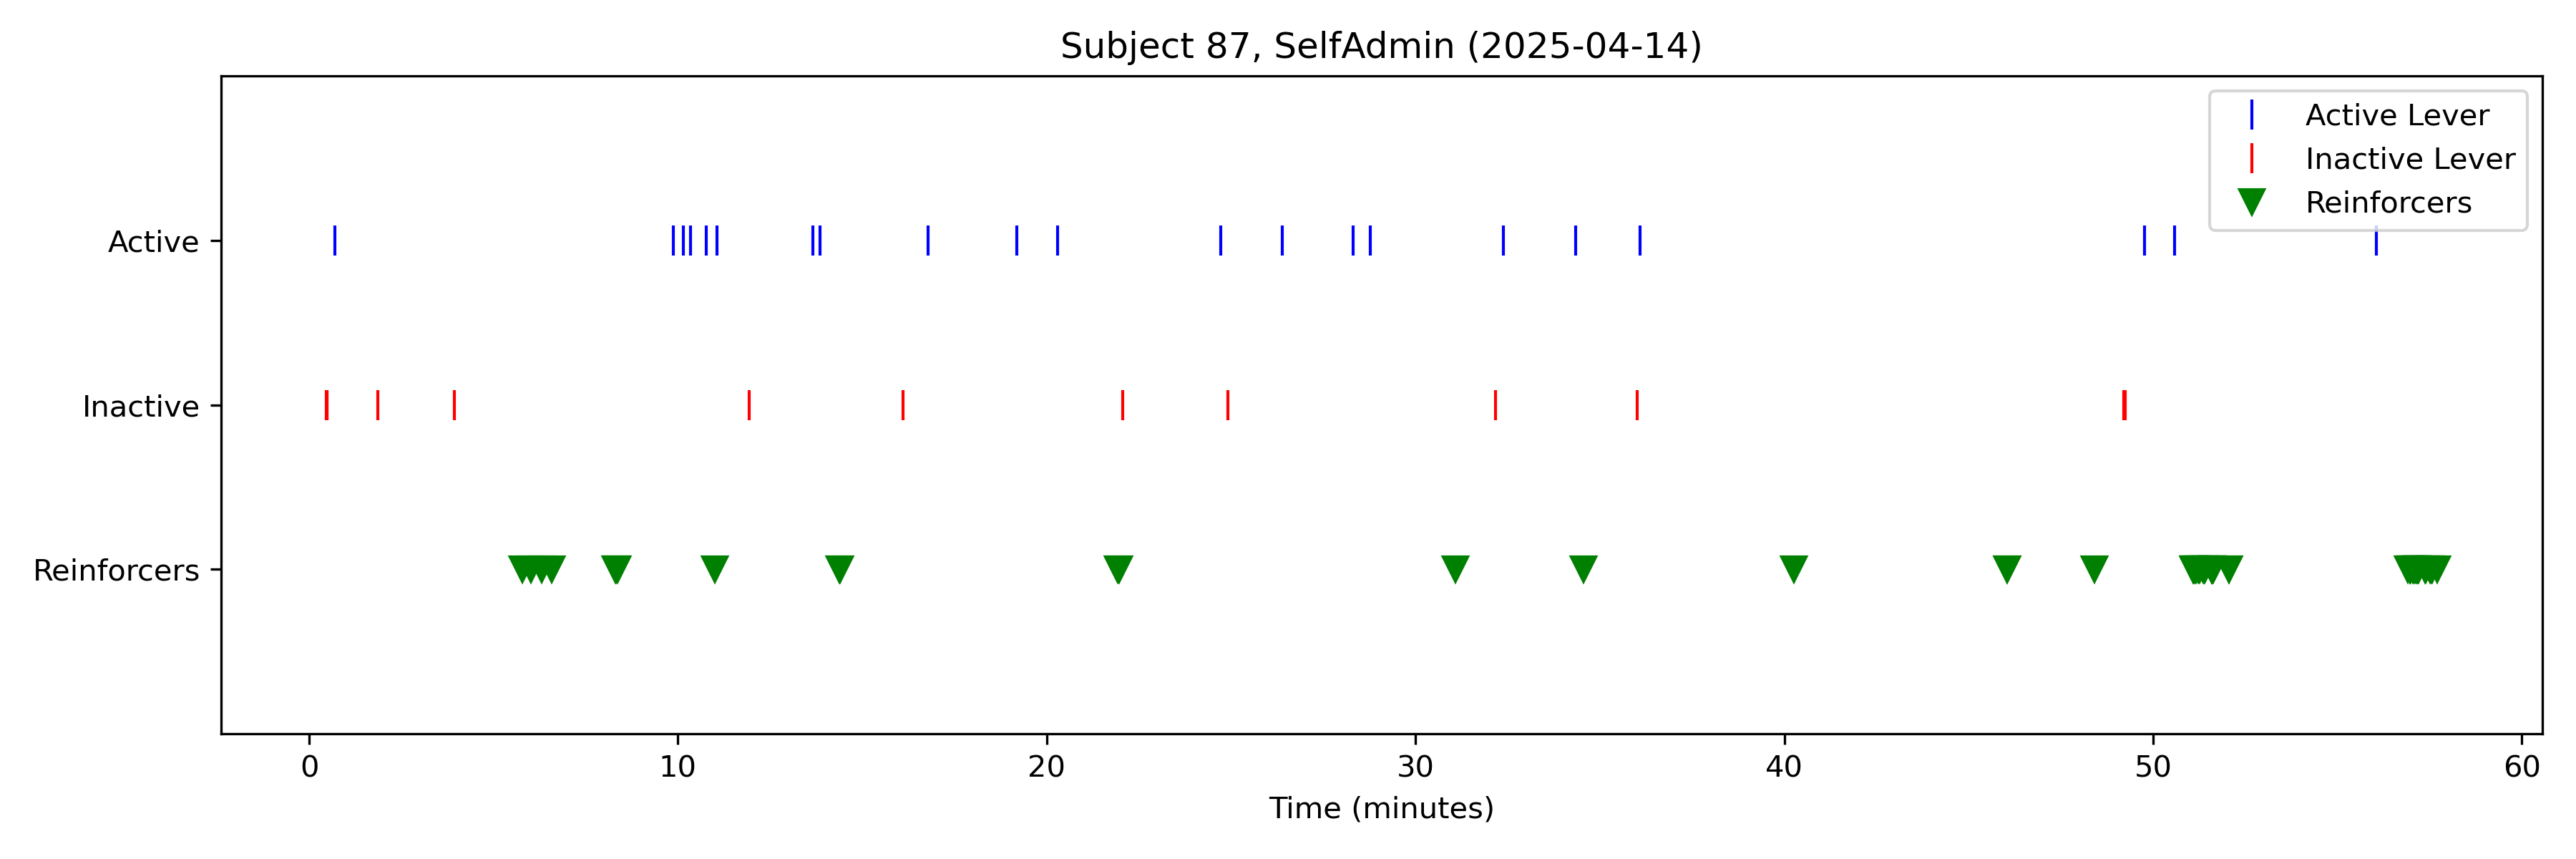 Subject 87, SelfAdmin (2025-04-14)
Active Lever
Inactive Lever
Reinforcers
Active
Inactive
Reinforcers
0 10 20 30 40 50 60
Time (minutes)